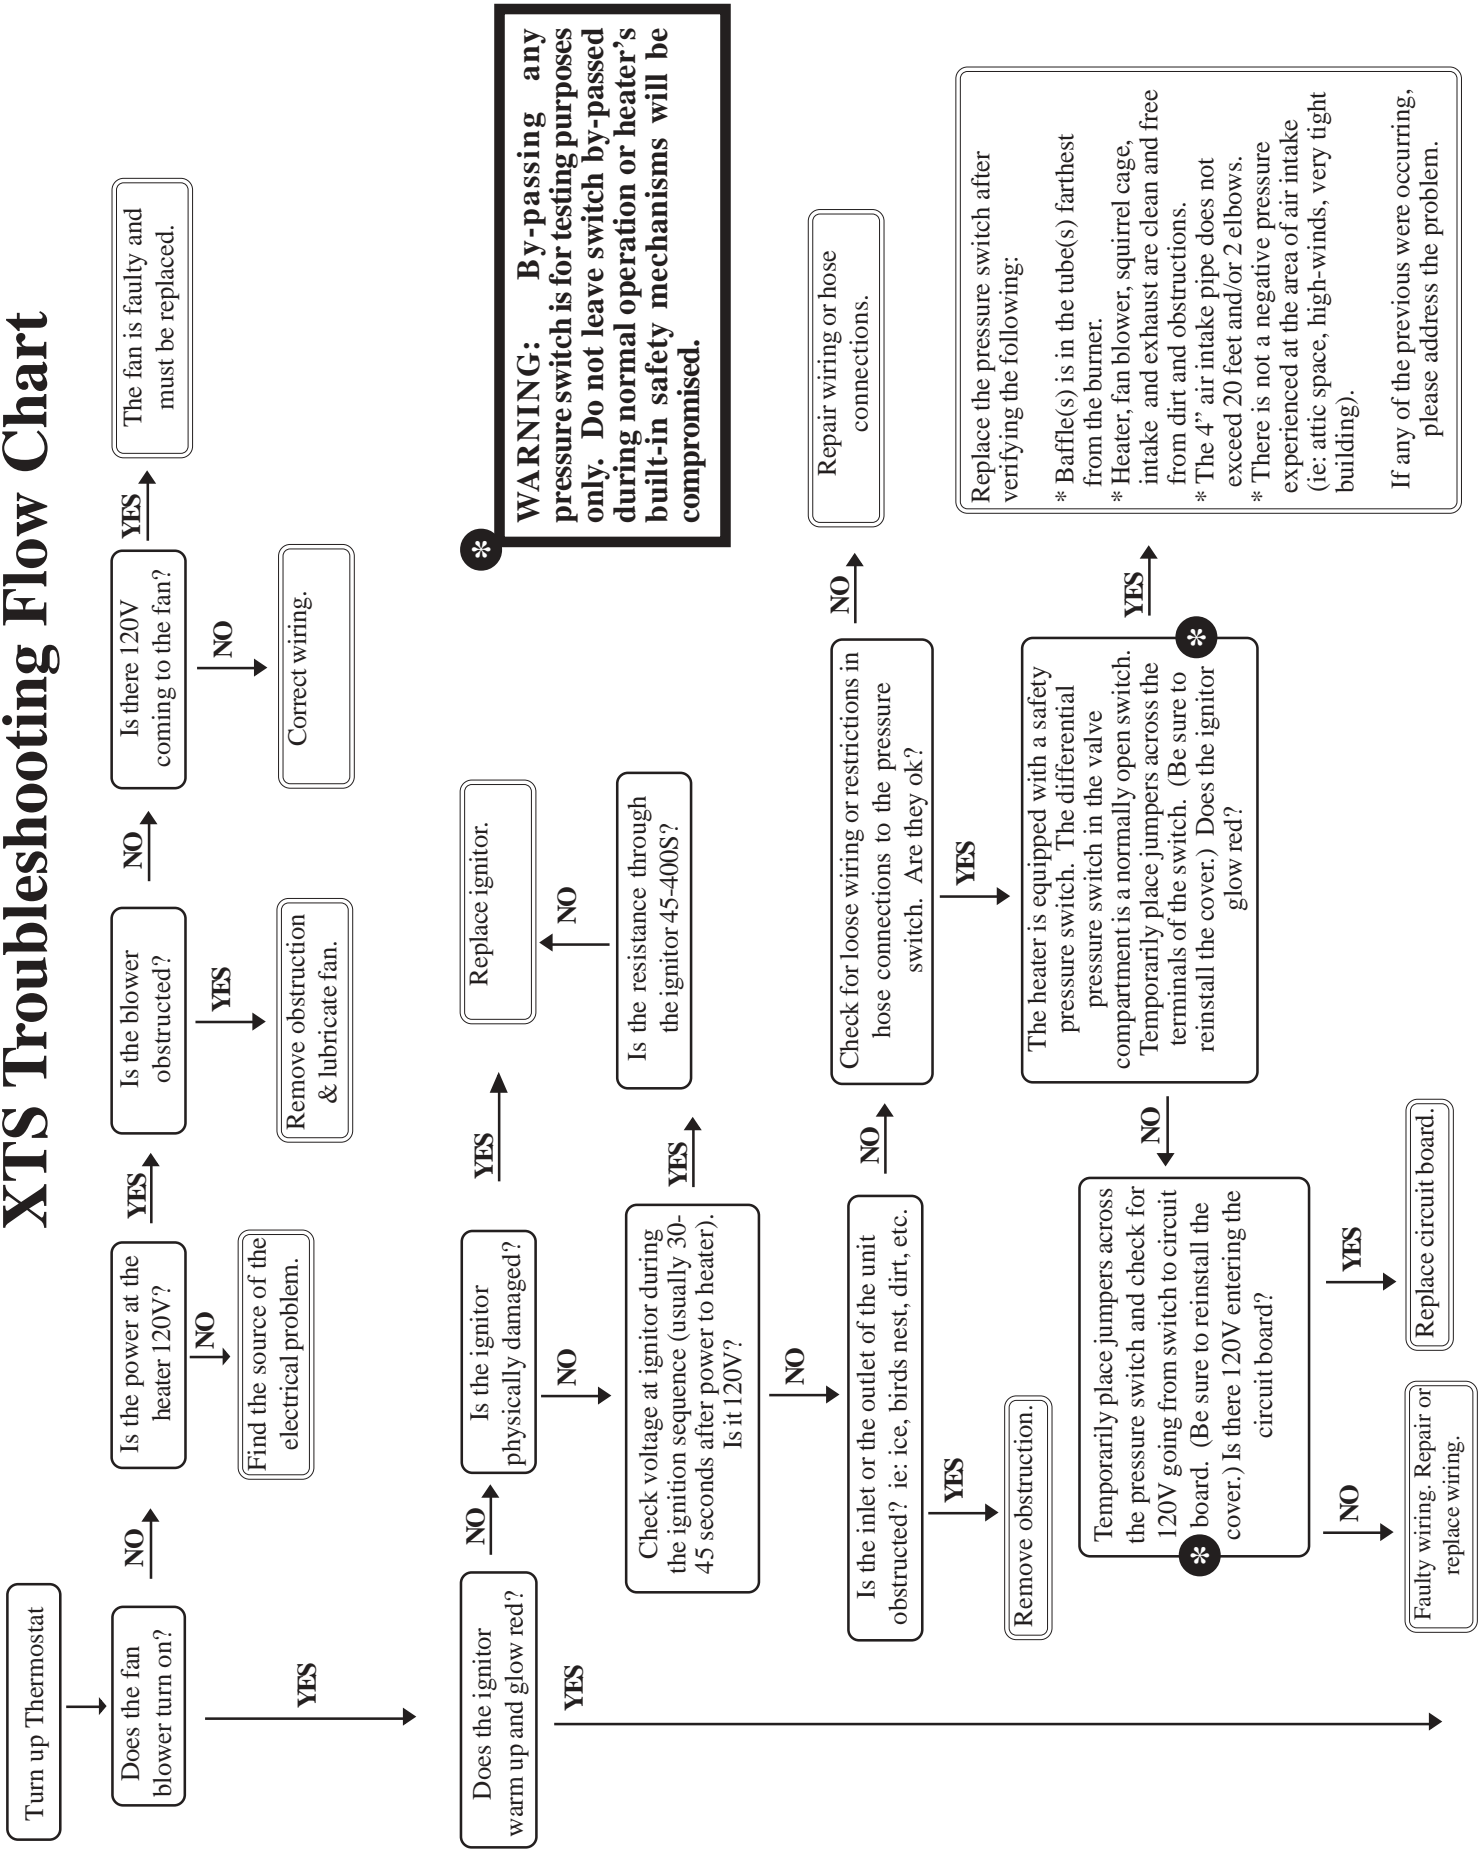 XTS Troubleshooting Flow Chart
Turn up Thermostat
Does the fan
blower turn on?
NO
Is the power at the
heater 120V?
YES
Is the blower
obstructed?
NO
Is there 120V
coming to the fan?
YES
The fan is faulty and
must be replaced.
NO
Find the source of the
electrical problem.
YES
Remove obstruction
& lubricate fan.
NO
Correct wiring.
YES
*
WARNING: By-passing any
pressure switch is for testing purposes
only. Do not leave switch by-passed
during normal operation or heater's
built-in safety mechanisms will be
compromised.
Does the ignitor
warm up and glow red?
NO
Is the ignitor
physically damaged?
YES
Replace ignitor.
NO
NO
Check voltage at ignitor during
the ignition sequence (usually 30-
45 seconds after power to heater).
Is it 120V?
YES
Is the resistance through
the ignitor 45-400S?
YES
NO
Is the inlet or the outlet of the unit
obstructed? ie: ice, birds nest, dirt, etc.
NO
Check for loose wiring or restrictions in
hose connections to the pressure
switch. Are they ok?
NO
Repair wiring or hose
connections.
YES
Remove obstruction.
YES
The heater is equipped with a safety
pressure switch. The differential
pressure switch in the valve
compartment is a normally open switch.
Temporarily place jumpers across the
terminals of the switch. (Be sure to
reinstall the cover.) Does the ignitor
glow red?
*
YES
Replace the pressure switch after
verifying the following:
* Baffle(s) is in the tube(s) farthest
from the burner.
* Heater, fan blower, squirrel cage,
intake and exhaust are clean and free
from dirt and obstructions.
* The 4" air intake pipe does not
exceed 20 feet and/or 2 elbows.
* There is not a negative pressure
experienced at the area of air intake
(ie: attic space, high-winds, very tight
building).
If any of the previous were occurring,
please address the problem.
NO
Temporarily place jumpers across
the pressure switch and check for
120V going from switch to circuit
board. (Be sure to reinstall the
cover.) Is there 120V entering the
circuit board?
*
NO
Faulty wiring. Repair or
replace wiring.
YES
Replace circuit board.